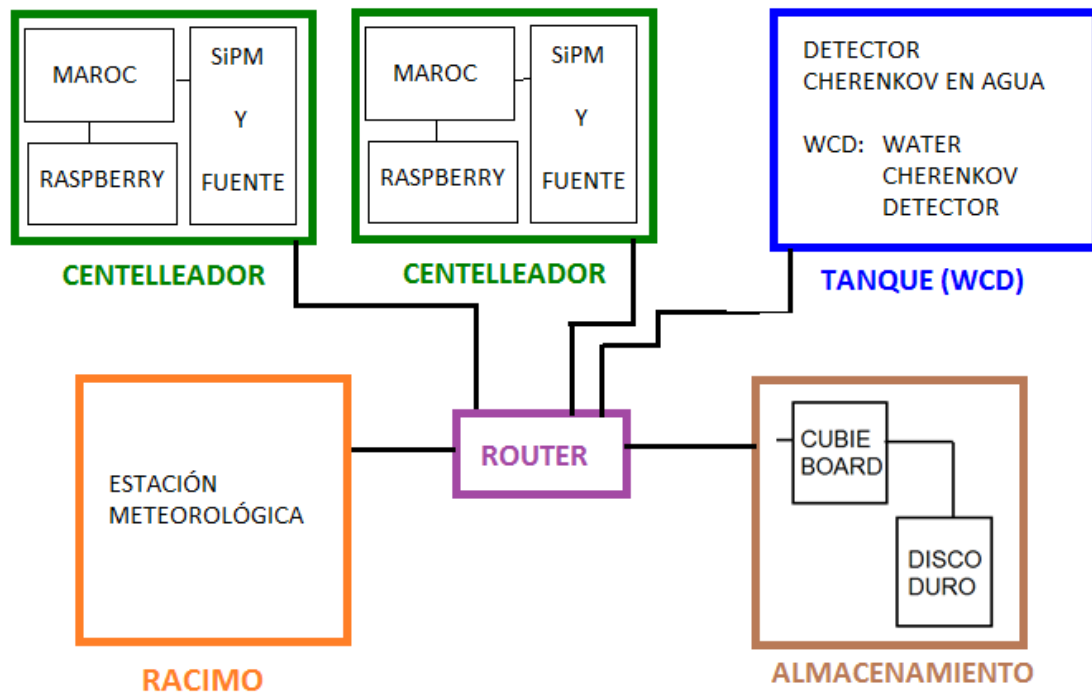 MAROC
RASPBERRY
SiPM
Y
FUENTE
CENTELLEADOR
MAROC
RASPBERRY
SiPM
Y
FUENTE
CENTELLEADOR
DETECTOR
CHERENKOV EN AGUA
WCD: WATER
CHERENKOV
DETECTOR
TANQUE (WCD)
ESTACIÓN
METEOROLÓGICA
RACIMO
ROUTER
CUBIE
BOARD
DISCO
DURO
ALMACENAMIENTO